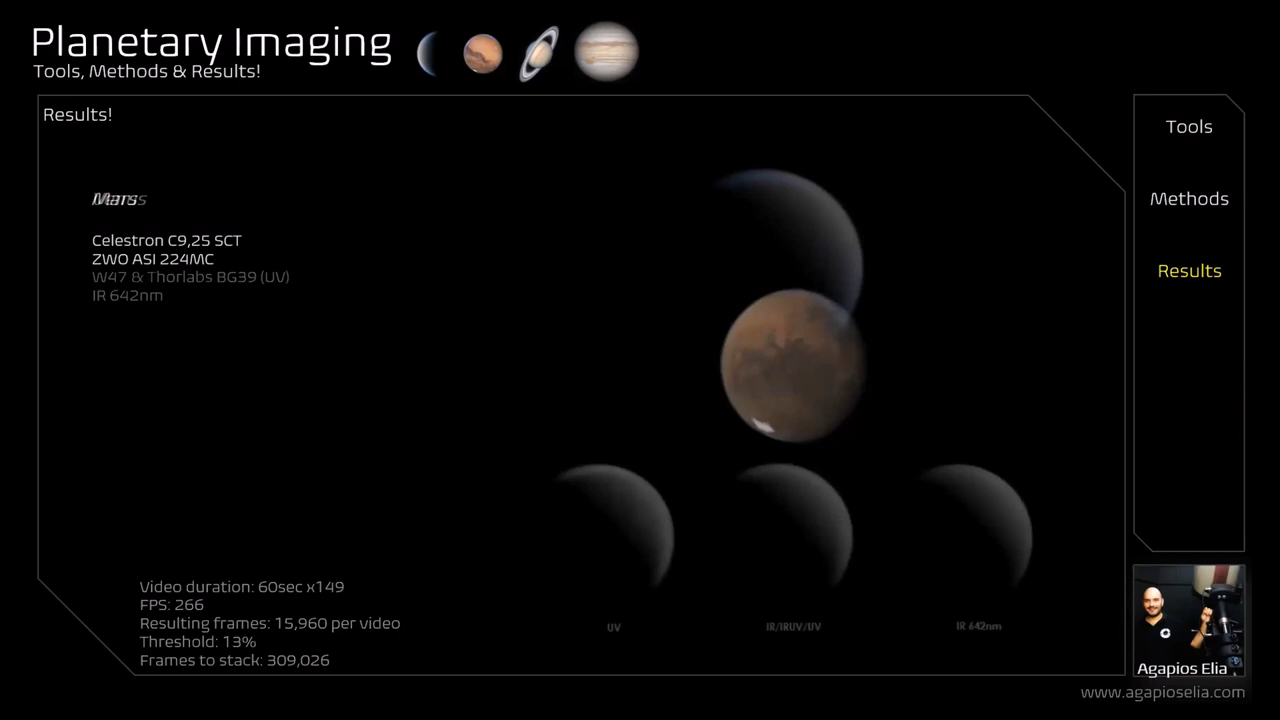 Planetary Imaging
Tools, Methods & Results!
Results!
Mars
Celestron C9,25 SCT
ZWO ASI 224MC
W47 & Thorlabs BG39 (UV)
IR 642nm
Video duration: 60sec x149
FPS: 266
Resulting frames: 15,960 per video
Threshold: 13%
Frames to stack: 309,026
UV
IR/IRUV/UV
IR 642nm
Tools
Methods
Results
Agapios Elia
www.agapioselia.com